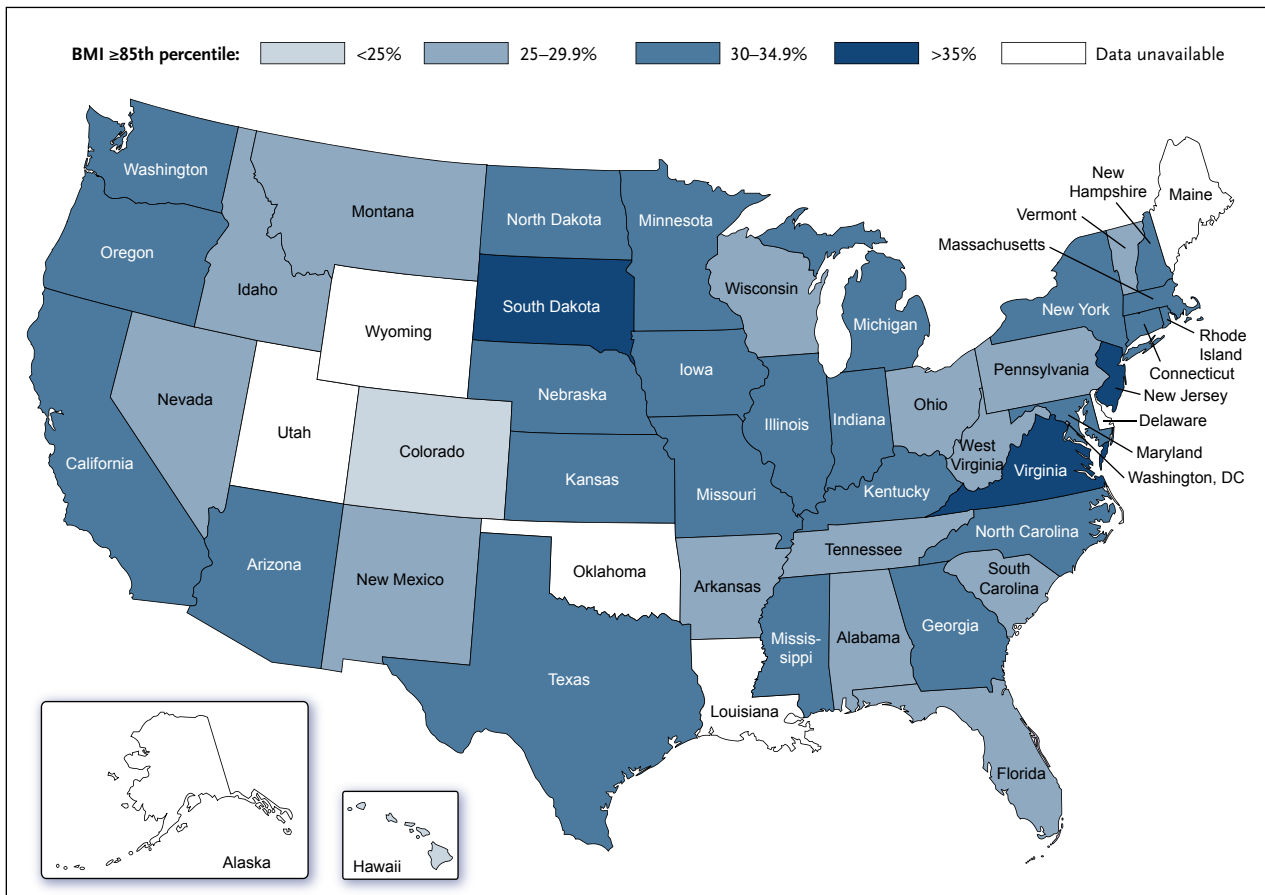 BMI ≥85th percentile: <25% 25–29.9% 30–34.9% >35% Data unavailable
Washington
Montana
North Dakota
Minnesota
New
Hampshire
Maine
Vermont
Massachusetts
Oregon
Idaho
Wyoming
South Dakota
Wisconsin
Michigan
New York
Rhode
Island
Connecticut
New Jersey
Delaware
Maryland
Washington, DC
Nevada
Utah
Colorado
Nebraska
Iowa
Illinois
Indiana
Ohio
Pennsylvania
West
Virginia
Virginia
California
Kansas
Missouri
Kentucky
North Carolina
Tennessee
South
Carolina
Arizona
New Mexico
Oklahoma
Arkansas
Missis-
sippi
Alabama
Georgia
Texas
Louisiana
Florida
Alaska
Hawaii